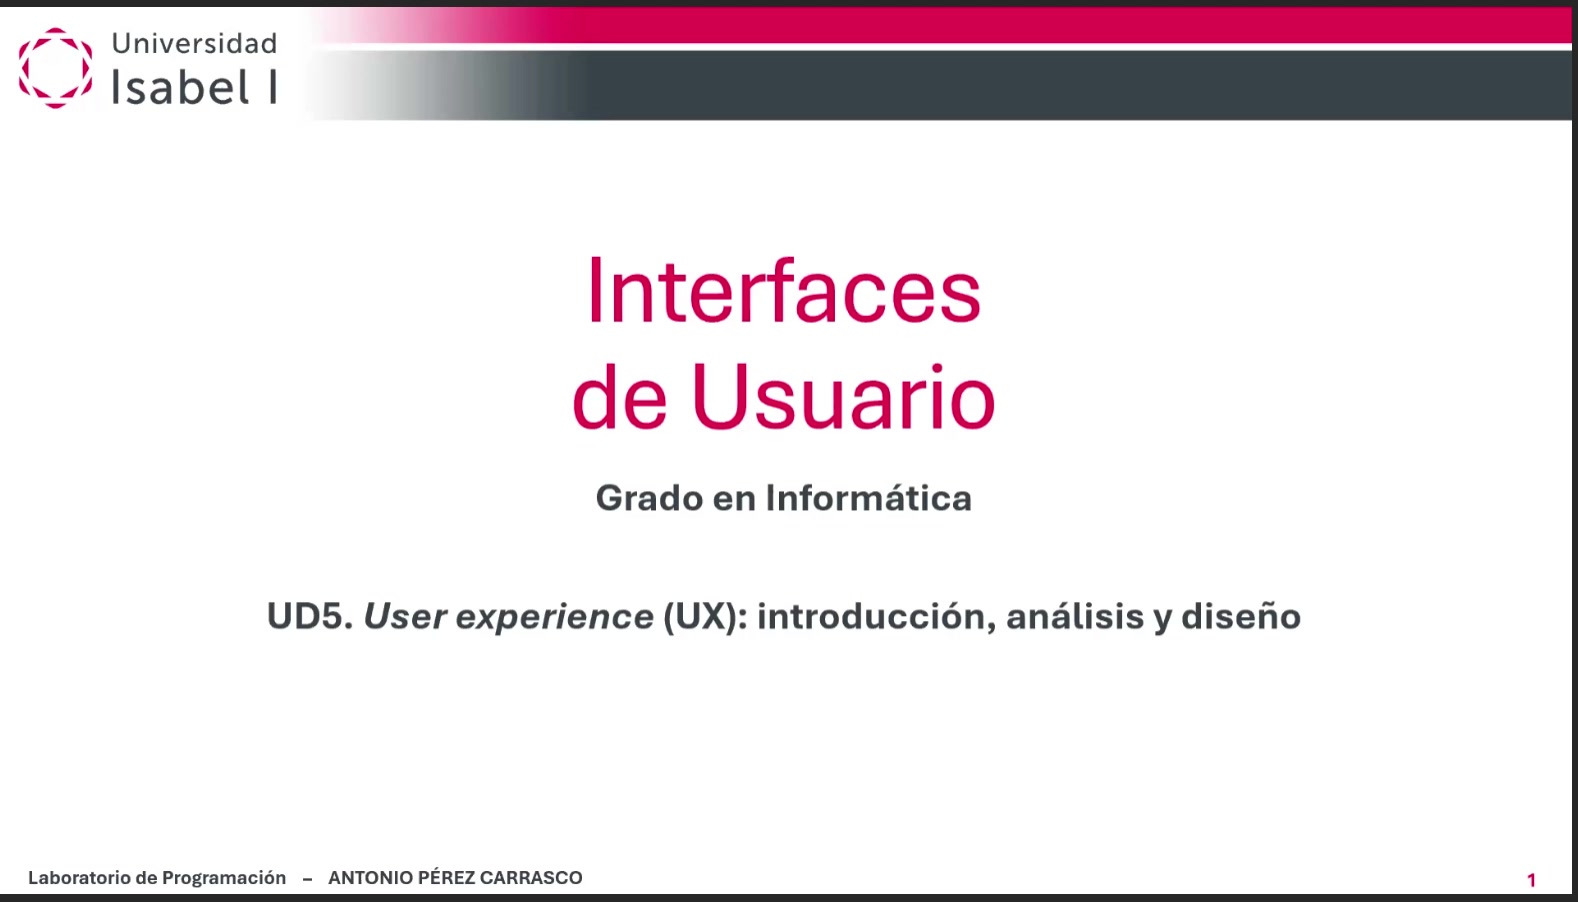 Universidad
Isabel I
Interfaces
de Usuario
Grado en Informática
UD5. User experience (UX): introducción, análisis y diseño
Laboratorio de Programación – ANTONIO PÉREZ CARRASCO
1